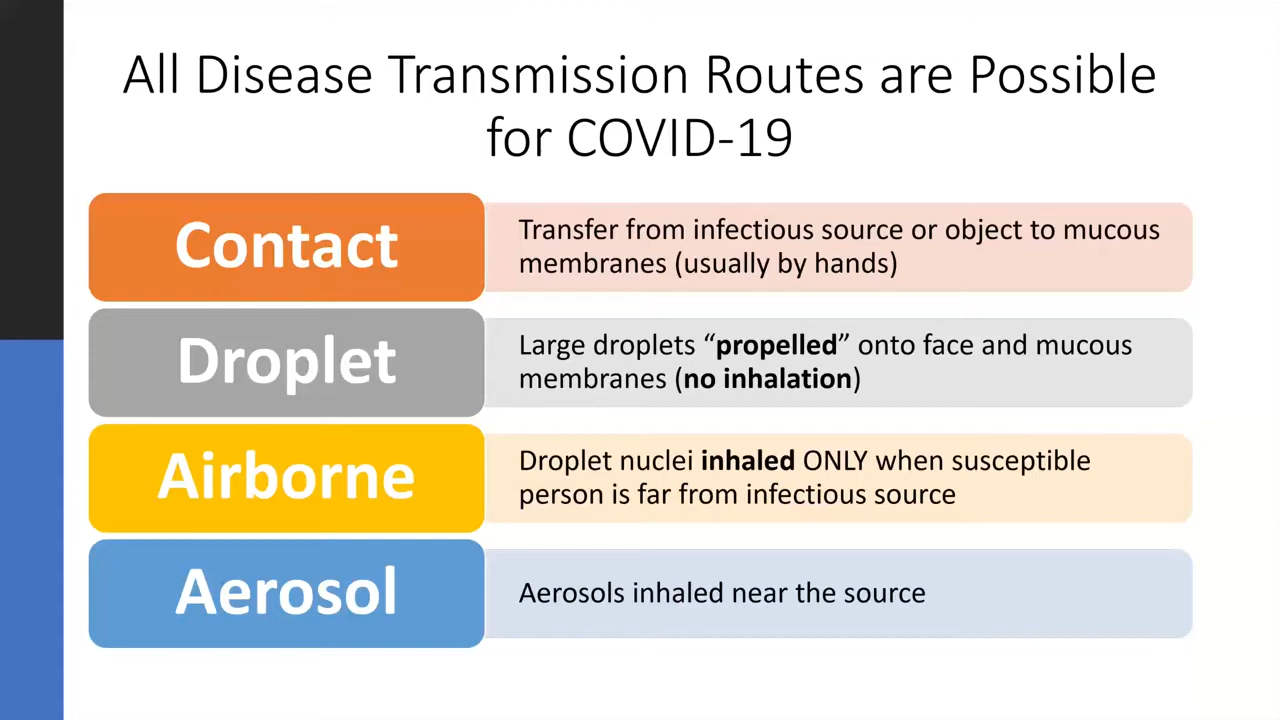 All Disease Transmission Routes are Possible
for COVID-19
Contact
Transfer from infectious source or object to mucous
membranes (usually by hands)
Droplet
Large droplets “propelled” onto face and mucous
membranes (no inhalation)
Airborne
Droplet nuclei inhaled ONLY when susceptible
person is far from infectious source
Aerosol
Aerosols inhaled near the source